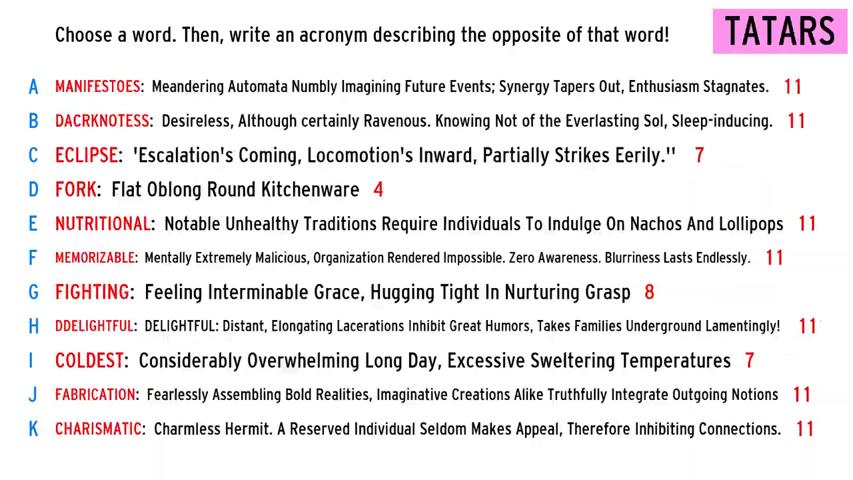 Choose a word. Then, write an acronym describing the opposite of that word!
TATARS
A MANIFESTOES: Meandering Automata Numbly Imagining Future Events; Synergy Tapers Out, Enthusiasm Stagnates. 11
B DACRKNOTESS: Desireless, Although certainly Ravenous. Knowing Not of the Everlasting Sol, Sleep-inducing. 11
C ECLIPSE: 'Escalation's Coming, Locomotion's Inward, Partially Strikes Eerily.'' 7
D FORK: Flat Oblong Round Kitchenware 4
E NUTRITIONAL: Notable Unhealthy Traditions Require Individuals To Indulge On Nachos And Lollipops 11
F MEMORIZABLE: Mentally Extremely Malicious, Organization Rendered Impossible. Zero Awareness. Blurriness Lasts Endlessly. 11
G FIGHTING: Feeling Interminable Grace, Hugging Tight In Nurturing Grasp 8
H DDELIGHTFUL: DELIGHTFUL: Distant, Elongating Lacerations Inhibit Great Humors, Takes Families Underground Lamentingly! 11
I COLDEST: Considerably Overwhelming Long Day, Excessive Sweltering Temperatures 7
J FABRICATION: Fearlessly Assembling Bold Realities, Imaginative Creations Alike Truthfully Integrate Outgoing Notions 11
K CHARISMATIC: Charmless Hermit. A Reserved Individual Seldom Makes Appeal, Therefore Inhibiting Connections. 11